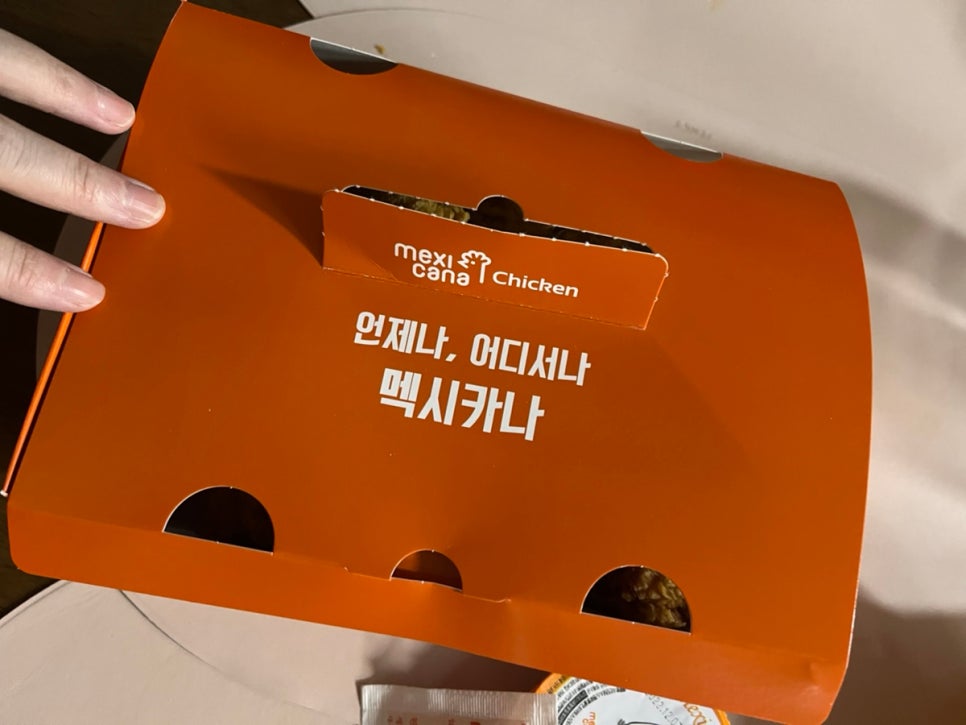 mexi
cana Chicken
언제나, 어디서나
멕시카나